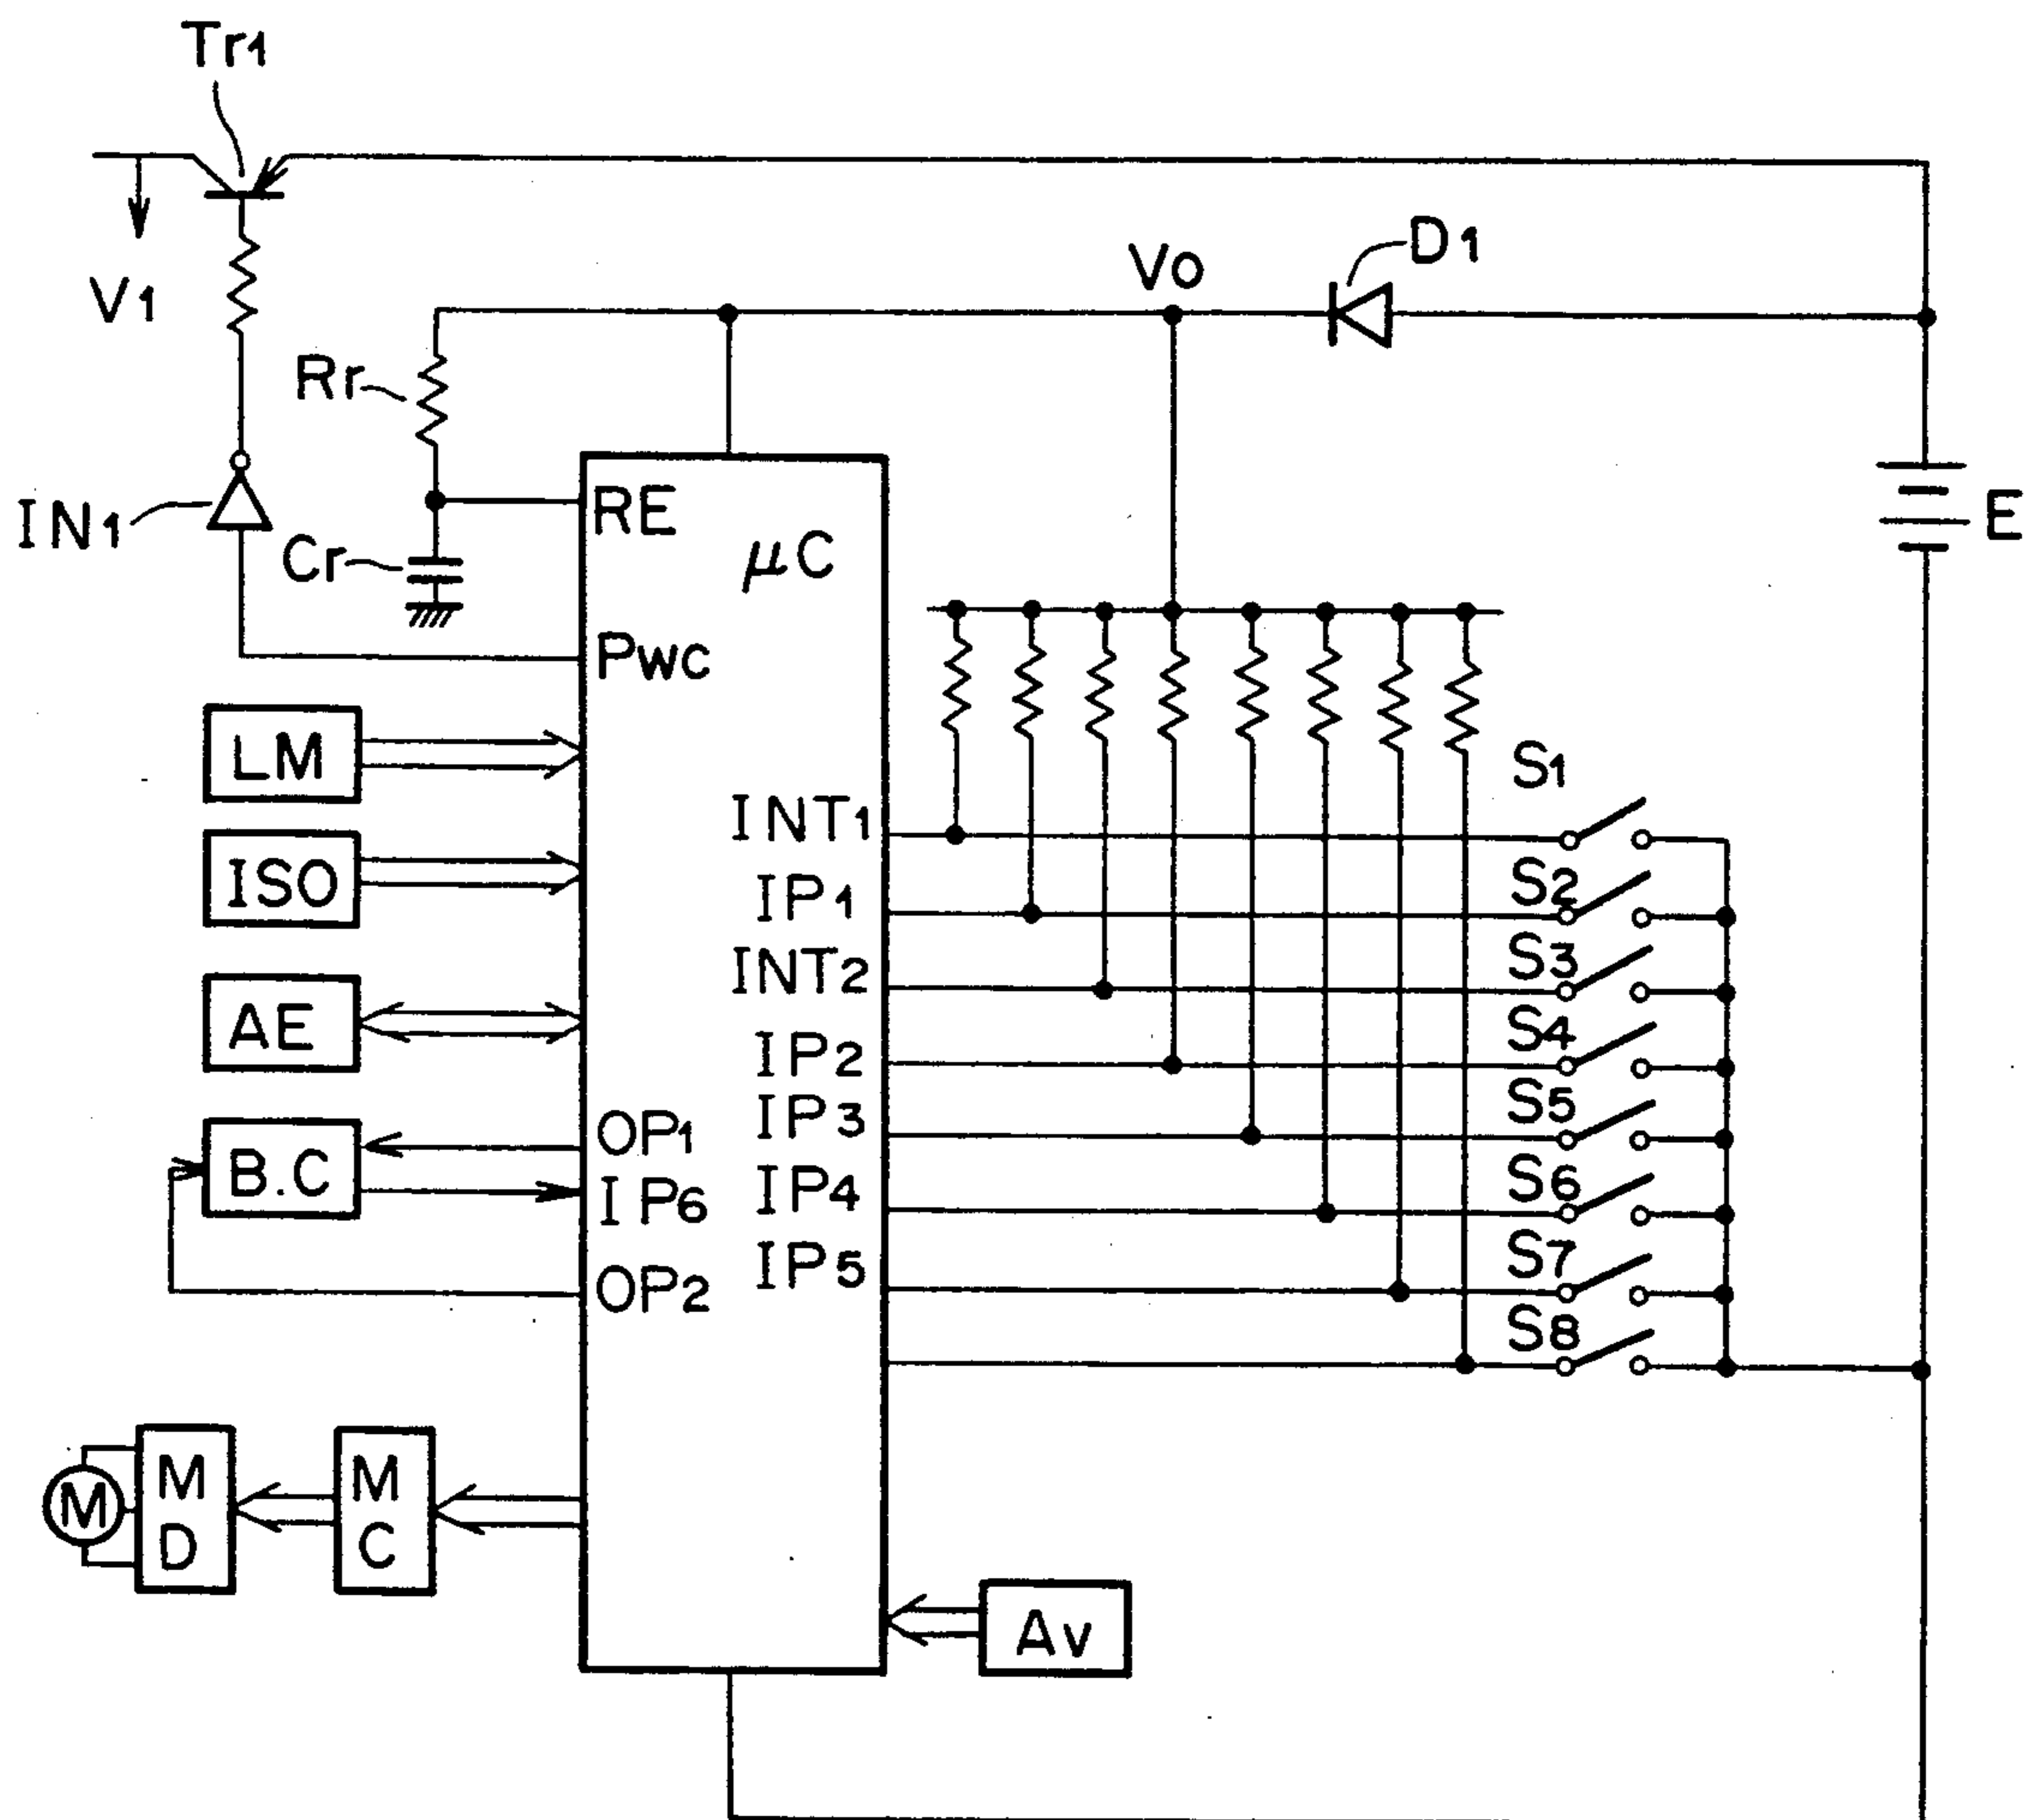 Tr1
V1
Vo
D1
Rr
IN1
Cr
RE
μC
E
Pwc
LM
ISO
AE
B.C
INT1
IP1
INT2
IP2
IP3
IP4
IP5
OP1
IP6
OP2
S1
S2
S3
S4
S5
S6
S7
S8
M
M
D
M
C
Av